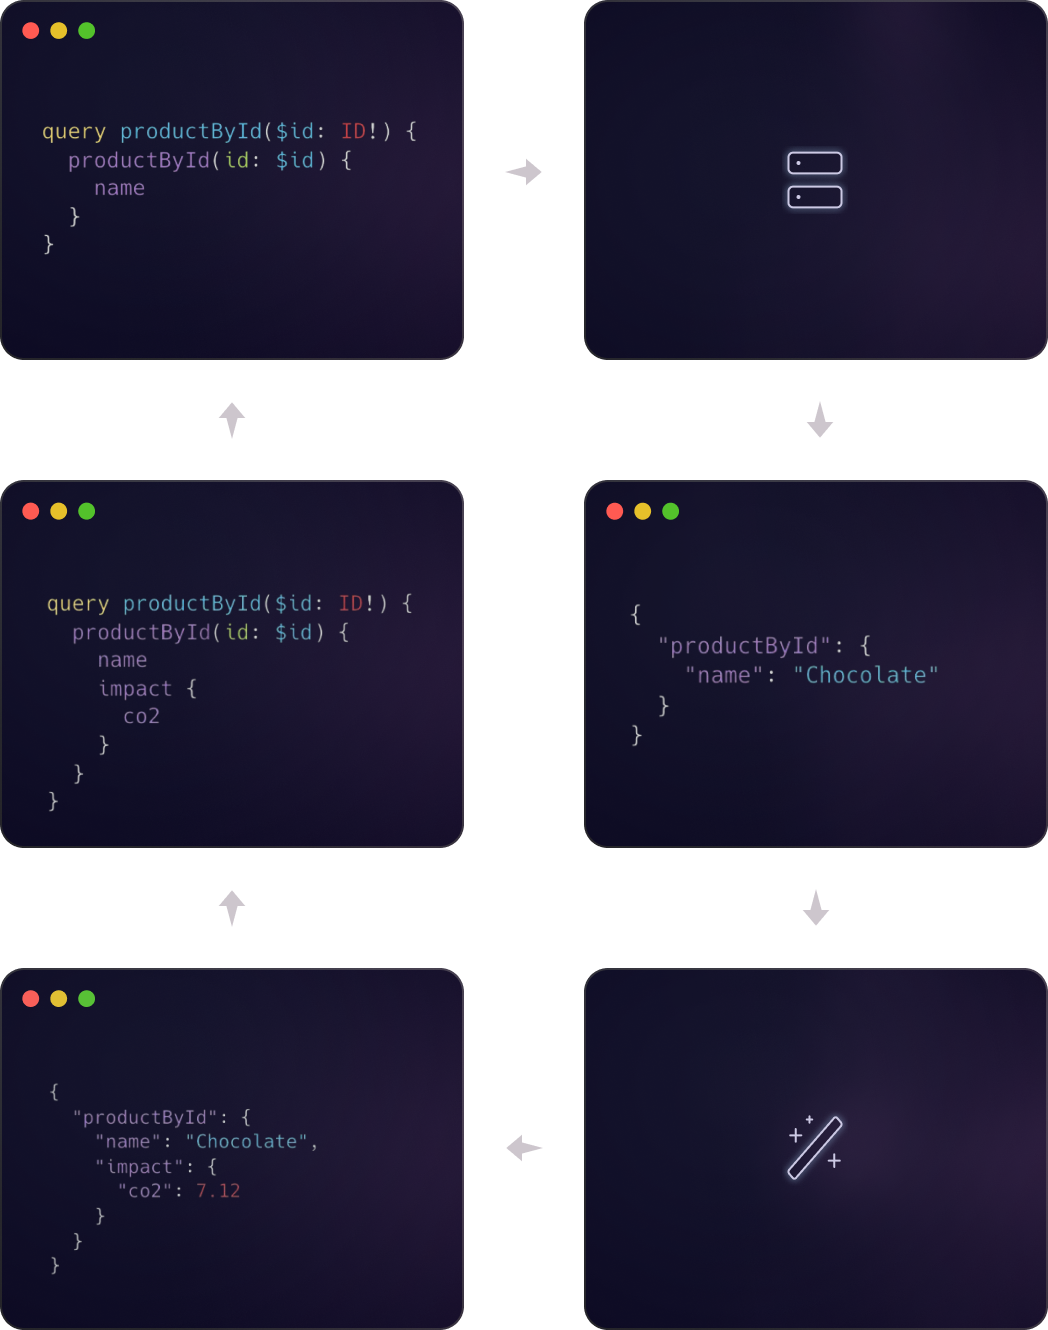 query productById($id: ID!) {
  productById(id: $id) {
    name
  }
}
query productById($id: ID!) {
  productById(id: $id) {
    name
    impact {
      co2
    }
  }
}
{
  "productById": {
    "name": "Chocolate"
  }
}
{
  "productById": {
    "name": "Chocolate",
    "impact": {
      "co2": 7.12
    }
  }
}